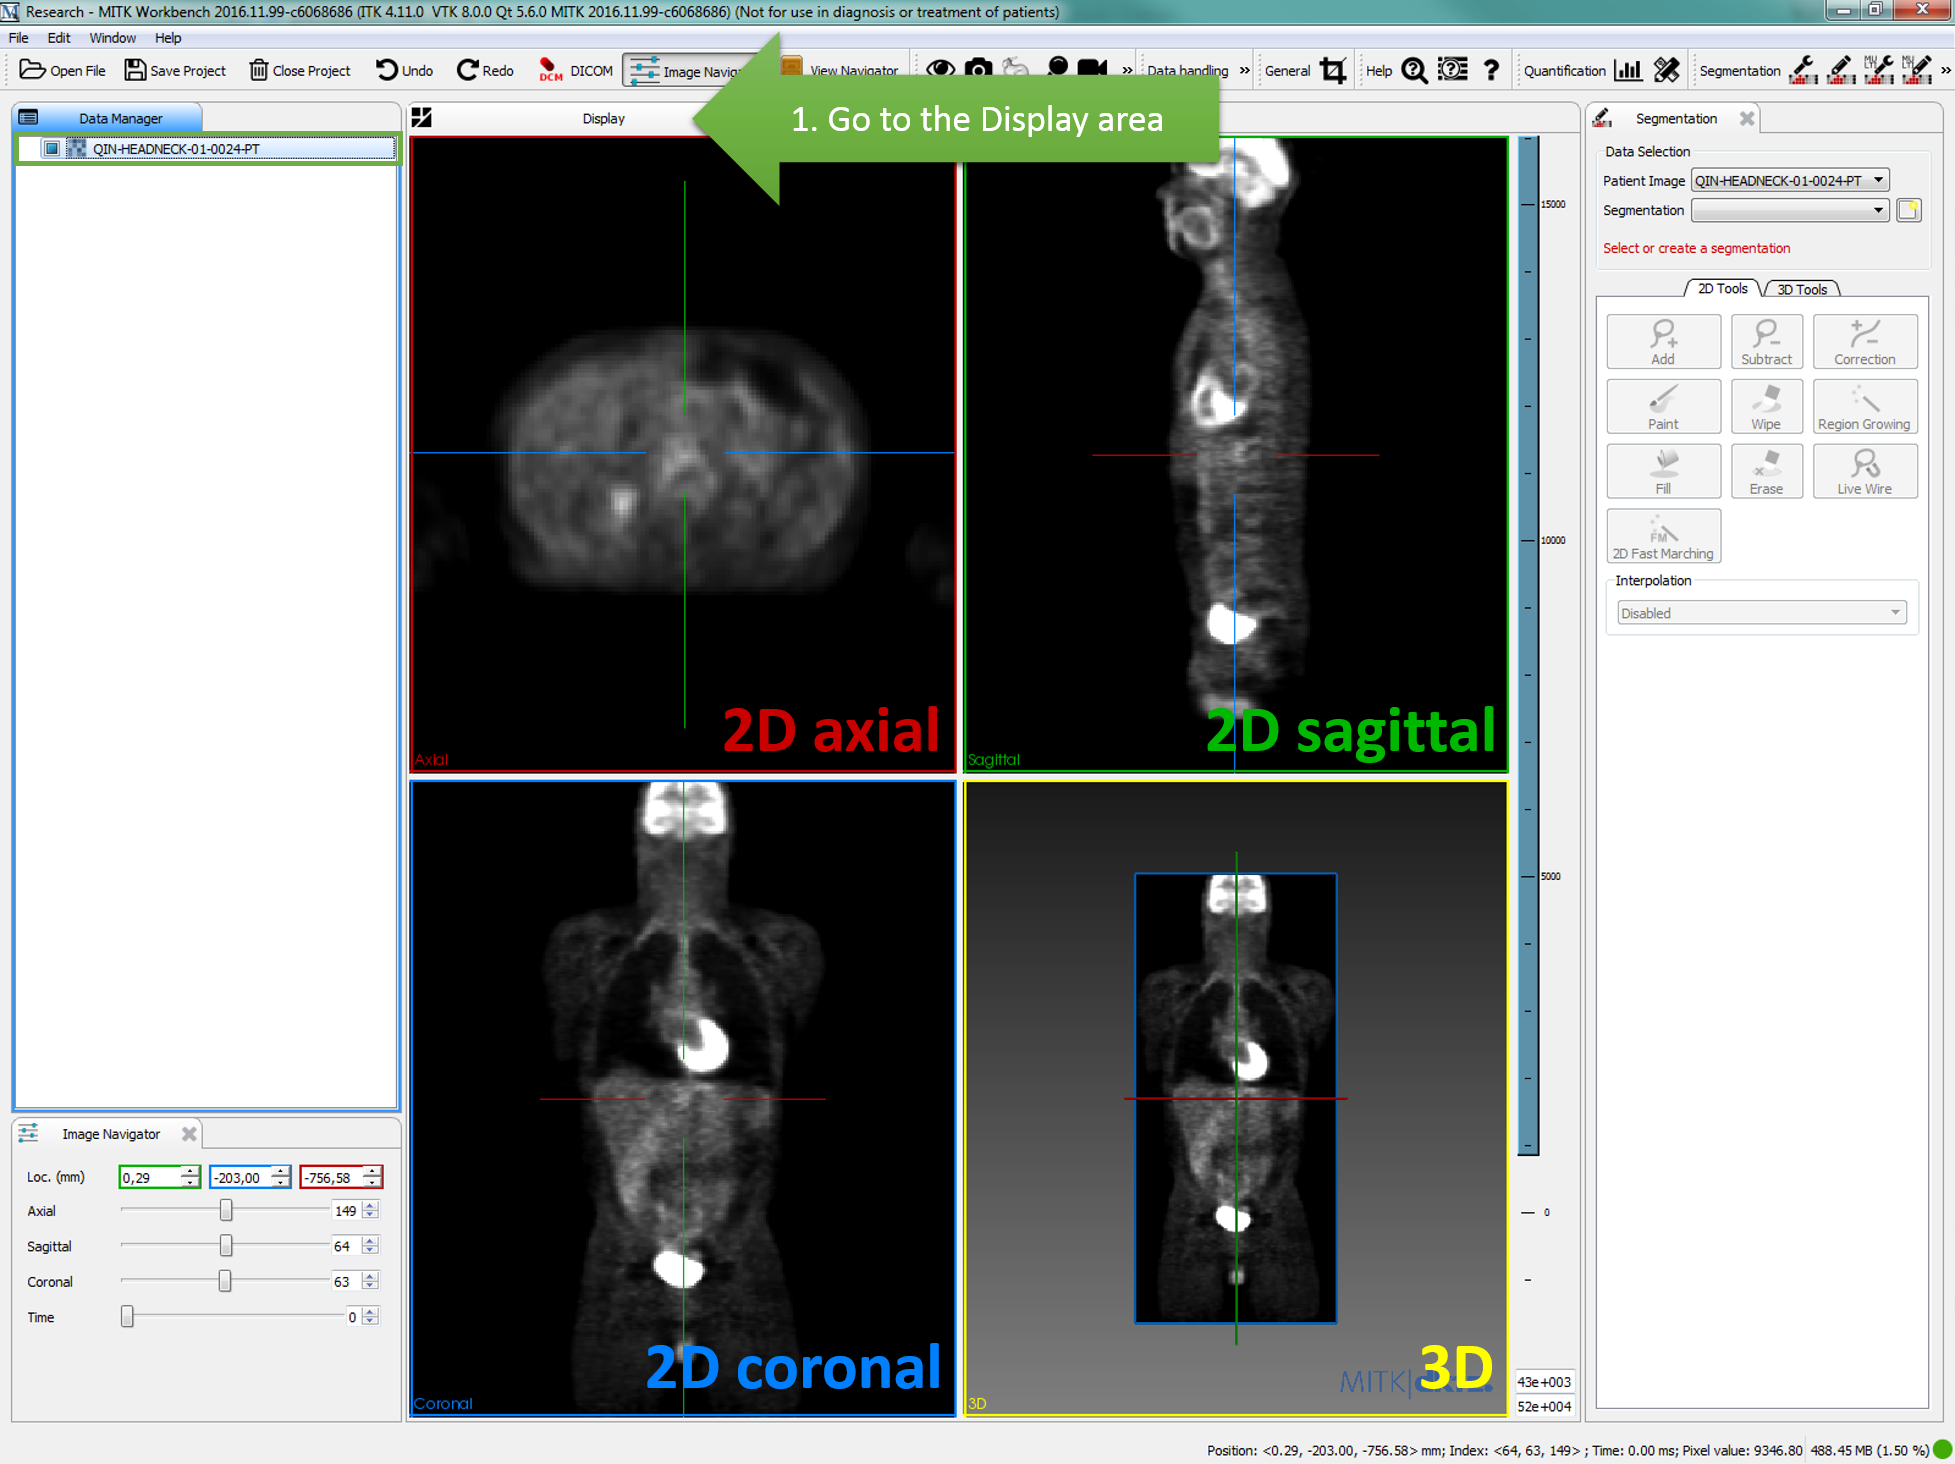 Research - MITK Workbench 2016.11.99-c6068686 (ITK 4.11.0 VTK 8.0.0 Qt 5.6.0 MITK 2016.11.99-c6068686) (Not for use in diagnosis or treatment of patients)
File Edit Window Help
Open File Save Project Close Project Undo Redo DCM DICOM Image Navig View Navigator » Data handling » General Help ? Quantification Segmentation »
Data Manager
QIN-HEADNECK-01-0024-PT
Display
1. Go to the Display area
2D axial
Axial
2D sagittal
Sagittal
2D coronal
Coronal
3D
MITK
3D
15000
10000
5000
0
43e+003
52e+004
Segmentation
Data Selection
Patient Image QIN-HEADNECK-01-0024-PT
Segmentation
Select or create a segmentation
2D Tools 3D Tools
Add Subtract Correction
Paint Wipe Region Growing
Fill Erase Live Wire
FM
2D Fast Marching
Interpolation
Disabled
Image Navigator
Loc. (mm) 0,29 -203,00 -756,58
Axial 149
Sagittal 64
Coronal 63
Time 0
Position: <0.29, -203.00, -756.58> mm; Index: <64, 63, 149> ; Time: 0.00 ms; Pixel value: 9346.80 488.45 MB (1.50 %)